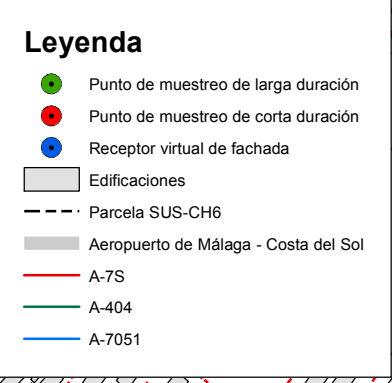 Leyenda
Punto de muestreo de larga duración
Punto de muestreo de corta duración
Receptor virtual de fachada
Edificaciones
Parcela SUS-CH6
Aeropuerto de Málaga - Costa del Sol
A-7S
A-404
A-7051